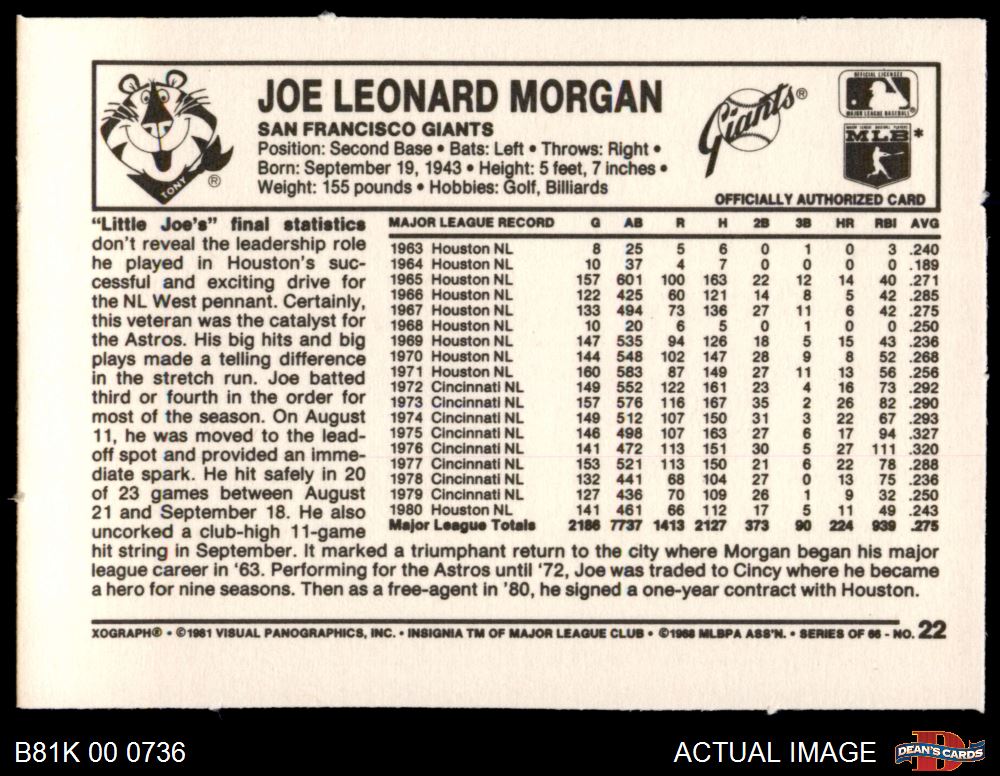 JOE LEONARD MORGAN
SAN FRANCISCO GIANTS
Position: Second Base • Bats: Left • Throws: Right •
Born: September 19, 1943 • Height: 5 feet, 7 inches •
Weight: 155 pounds • Hobbies: Golf, Billiards
TONY ®
Giants ®
OFFICIAL LICENSEE
MAJOR LEAGUE BASEBALL
MLB *
OFFICIALLY AUTHORIZED CARD
“Little Joe’s” final statistics
don’t reveal the leadership role
he played in Houston’s suc-
cessful and exciting drive for
the NL West pennant. Certainly,
this veteran was the catalyst for
the Astros. His big hits and big
plays made a telling difference
in the stretch run. Joe batted
third or fourth in the order for
most of the season. On August
11, he was moved to the lead-
off spot and provided an imme-
diate spark. He hit safely in 20
of 23 games between August
21 and September 18. He also
uncorked a club-high 11-game
hit string in September. It marked a triumphant return to the city where Morgan began his major
league career in ‘63. Performing for the Astros until ‘72, Joe was traded to Cincy where he became
a hero for nine seasons. Then as a free-agent in ’80, he signed a one-year contract with Houston.
MAJOR LEAGUE RECORD G AB R H 2B 3B HR RBI AVG
1963 Houston NL 8 25 5 6 0 1 0 3 .240
1964 Houston NL 10 37 4 7 0 0 0 0 .189
1965 Houston NL 157 601 100 163 22 12 14 40 .271
1966 Houston NL 122 425 60 121 14 8 5 42 .285
1967 Houston NL 133 494 73 136 27 11 6 42 .275
1968 Houston NL 10 20 6 5 0 1 0 0 .250
1969 Houston NL 147 535 94 126 18 5 15 43 .236
1970 Houston NL 144 548 102 147 28 9 8 52 .268
1971 Houston NL 160 583 87 149 27 11 13 56 .256
1972 Cincinnati NL 149 552 122 161 23 4 16 73 .292
1973 Cincinnati NL 157 576 116 167 35 2 26 82 .290
1974 Cincinnati NL 149 512 107 150 31 3 22 67 .293
1975 Cincinnati NL 146 498 107 163 27 6 17 94 .327
1976 Cincinnati NL 141 472 113 151 30 5 27 111 .320
1977 Cincinnati NL 153 521 113 150 21 6 22 78 .288
1978 Cincinnati NL 132 441 68 104 27 0 13 75 .236
1979 Cincinnati NL 127 436 70 109 26 1 9 32 .250
1980 Houston NL 141 461 66 112 17 5 11 49 .243
Major League Totals 2186 7737 1413 2127 373 90 224 939 .275
XOGRAPH® • ©1981 VISUAL PANOGRAPHICS, INC. • INSIGNIA TM OF MAJOR LEAGUE CLUB • ©1968 MLBPA ASS’N. • SERIES OF 66 - NO. 22
B81K 00 0736
ACTUAL IMAGE
DEAN'S CARDS